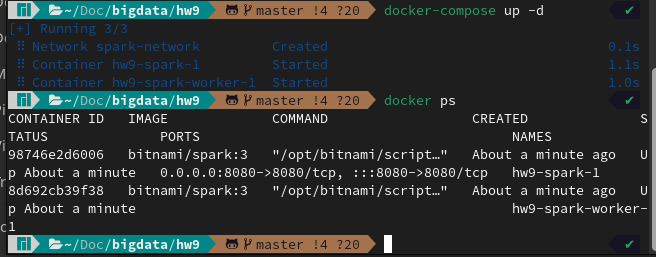 ~/Doc/bigdata/hw9 master !4 ?20 docker-compose up -d ✔
[+] Running 3/3
⠿ Network spark-network Created 0.1s
⠿ Container hw9-spark-1 Started 1.1s
⠿ Container hw9-spark-worker-1 Started 1.0s
~/Doc/bigdata/hw9 master !4 ?20 docker ps ✔
CONTAINER ID IMAGE COMMAND CREATED S
TATUS PORTS NAMES
98746e2d6006 bitnami/spark:3 "/opt/bitnami/script…" About a minute ago U
p About a minute 0.0.0.0:8080->8080/tcp, :::8080->8080/tcp hw9-spark-1
8d692cb39f38 bitnami/spark:3 "/opt/bitnami/script…" About a minute ago U
p About a minute hw9-spark-worker-
1
~/Doc/bigdata/hw9 master !4 ?20 ✔